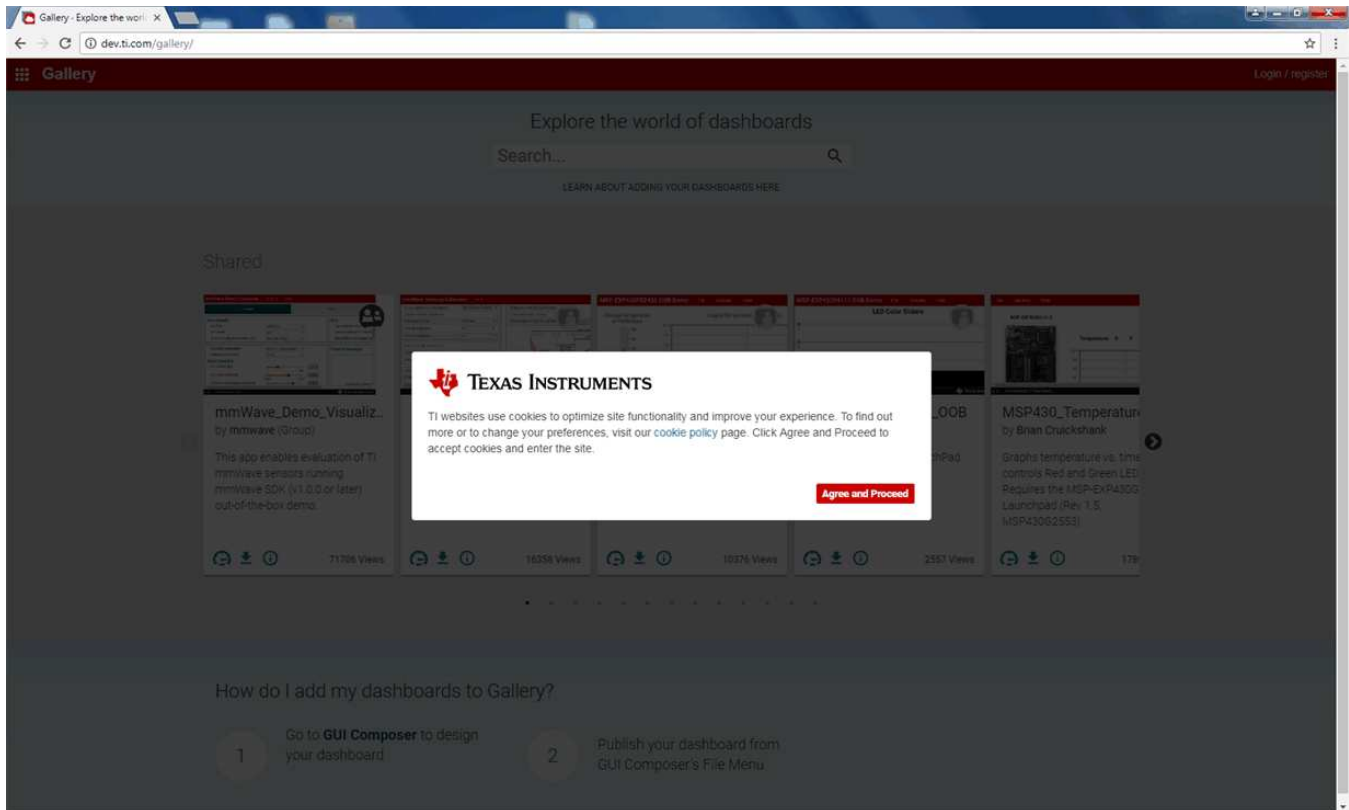 Gallery - Explore the worl
dev.ti.com/gallery/
Gallery
Login / register
Explore the world of dashboards
Search...
LEARN ABOUT ADDING YOUR DASHBOARDS HERE
Shared
LED Color Sliders
mmWave_Demo_Visualiz..
by mmwave (Group)
This app enables evaluation of TI
mmWave sensors running
mmWave SDK (v1.0.0 or later)
out-of-the-box demo.
71706 Views
10358 Views
10376 Views
_OOB
2557 Views
MSP430_Temperature
by Brian Cruickshank
Graphs temperature vs. time
controls Red and Green LED
Requires the MSP-EXP430G
Launchpad (Rev 1.5,
MSP430G2553)
178
TEXAS INSTRUMENTS
TI websites use cookies to optimize site functionality and improve your experience. To find out
more or to change your preferences, visit our cookie policy page. Click Agree and Proceed to
accept cookies and enter the site.
Agree and Proceed
How do I add my dashboards to Gallery?
1
Go to GUI Composer to design
your dashboard
2
Publish your dashboard from
GUI Composer's File Menu